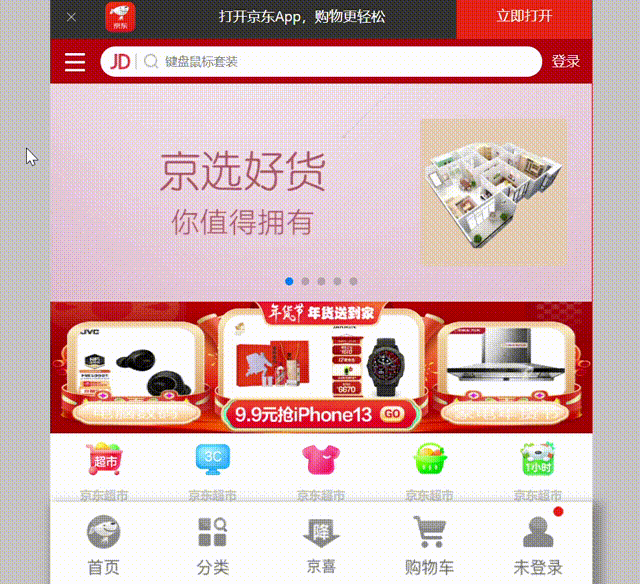 京东
打开京东App，购物更轻松
立即打开
JD
键盘鼠标套装
登录
京选好货
你值得拥有
年货节 年货送到家
JVC
9.9元抢iPhone13 GO
超市
3C
1小时
京东超市
京东超市
京东超市
京东超市
京东超市
降
首页
分类
京喜
购物车
未登录